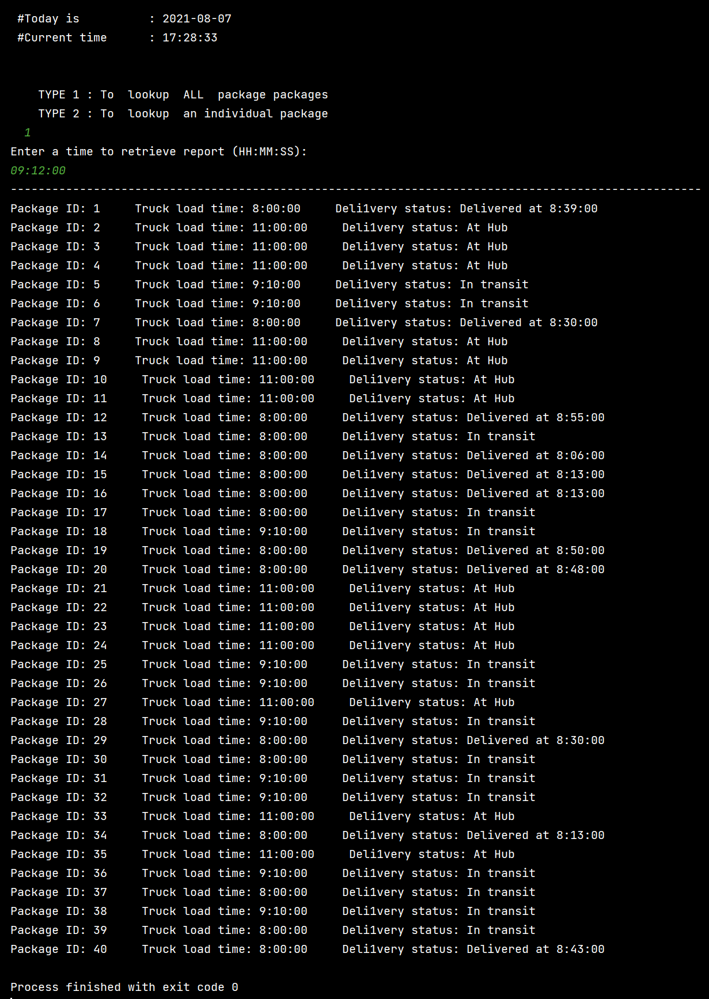 #Today is          : 2021-08-07
#Current time      : 17:28:33
TYPE 1 : To  lookup  ALL  package packages
TYPE 2 : To  lookup  an individual package
1
Enter a time to retrieve report (HH:MM:SS):
09:12:00
----------------------------------------------------------------------------------------------------
Package ID: 1     Truck load time: 8:00:00     Deli1very status: Delivered at 8:39:00
Package ID: 2     Truck load time: 11:00:00     Deli1very status: At Hub
Package ID: 3     Truck load time: 11:00:00     Deli1very status: At Hub
Package ID: 4     Truck load time: 11:00:00     Deli1very status: At Hub
Package ID: 5     Truck load time: 9:10:00     Deli1very status: In transit
Package ID: 6     Truck load time: 9:10:00     Deli1very status: In transit
Package ID: 7     Truck load time: 8:00:00     Deli1very status: Delivered at 8:30:00
Package ID: 8     Truck load time: 11:00:00     Deli1very status: At Hub
Package ID: 9     Truck load time: 11:00:00     Deli1very status: At Hub
Package ID: 10     Truck load time: 11:00:00     Deli1very status: At Hub
Package ID: 11     Truck load time: 11:00:00     Deli1very status: At Hub
Package ID: 12     Truck load time: 8:00:00     Deli1very status: Delivered at 8:55:00
Package ID: 13     Truck load time: 8:00:00     Deli1very status: In transit
Package ID: 14     Truck load time: 8:00:00     Deli1very status: Delivered at 8:06:00
Package ID: 15     Truck load time: 8:00:00     Deli1very status: Delivered at 8:13:00
Package ID: 16     Truck load time: 8:00:00     Deli1very status: Delivered at 8:13:00
Package ID: 17     Truck load time: 8:00:00     Deli1very status: In transit
Package ID: 18     Truck load time: 9:10:00     Deli1very status: In transit
Package ID: 19     Truck load time: 8:00:00     Deli1very status: Delivered at 8:50:00
Package ID: 20     Truck load time: 8:00:00     Deli1very status: Delivered at 8:48:00
Package ID: 21     Truck load time: 11:00:00     Deli1very status: At Hub
Package ID: 22     Truck load time: 11:00:00     Deli1very status: At Hub
Package ID: 23     Truck load time: 11:00:00     Deli1very status: At Hub
Package ID: 24     Truck load time: 11:00:00     Deli1very status: At Hub
Package ID: 25     Truck load time: 9:10:00     Deli1very status: In transit
Package ID: 26     Truck load time: 9:10:00     Deli1very status: In transit
Package ID: 27     Truck load time: 11:00:00     Deli1very status: At Hub
Package ID: 28     Truck load time: 9:10:00     Deli1very status: In transit
Package ID: 29     Truck load time: 8:00:00     Deli1very status: Delivered at 8:30:00
Package ID: 30     Truck load time: 8:00:00     Deli1very status: In transit
Package ID: 31     Truck load time: 9:10:00     Deli1very status: In transit
Package ID: 32     Truck load time: 9:10:00     Deli1very status: In transit
Package ID: 33     Truck load time: 11:00:00     Deli1very status: At Hub
Package ID: 34     Truck load time: 8:00:00     Deli1very status: Delivered at 8:13:00
Package ID: 35     Truck load time: 11:00:00     Deli1very status: At Hub
Package ID: 36     Truck load time: 9:10:00     Deli1very status: In transit
Package ID: 37     Truck load time: 8:00:00     Deli1very status: In transit
Package ID: 38     Truck load time: 9:10:00     Deli1very status: In transit
Package ID: 39     Truck load time: 8:00:00     Deli1very status: In transit
Package ID: 40     Truck load time: 8:00:00     Deli1very status: Delivered at 8:43:00
Process finished with exit code 0